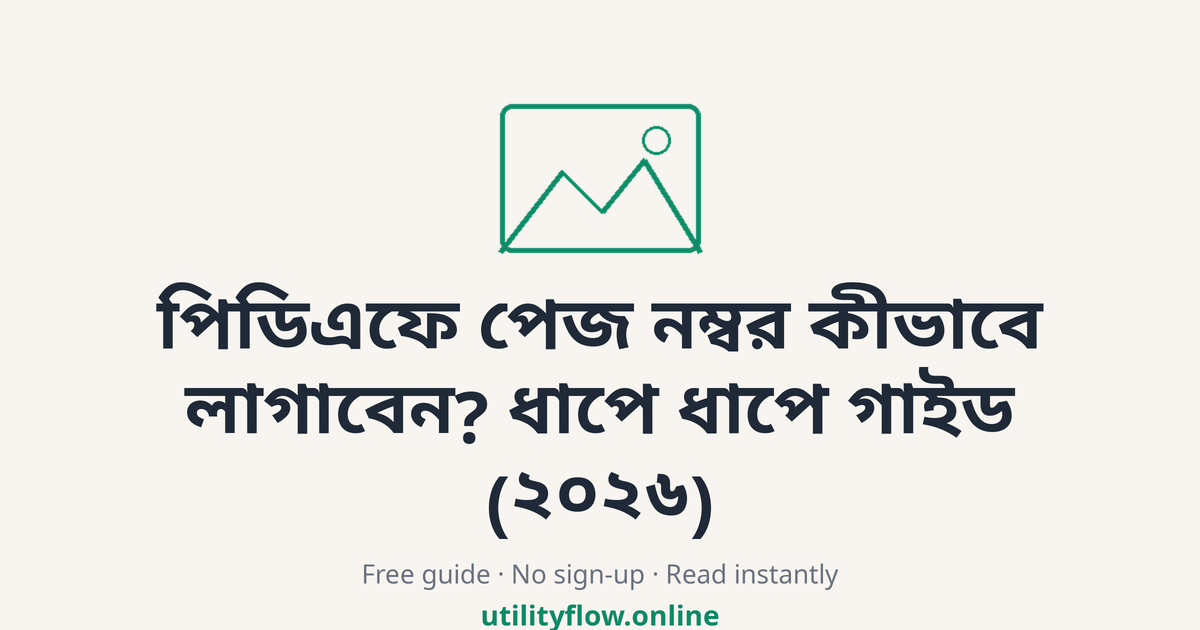 পিডিএফে পেজ নম্বর কীভাবে
লাগাবেন? ধাপে ধাপে গাইড
(২০২৬)
Free guide · No sign-up · Read instantly
utilityflow.online